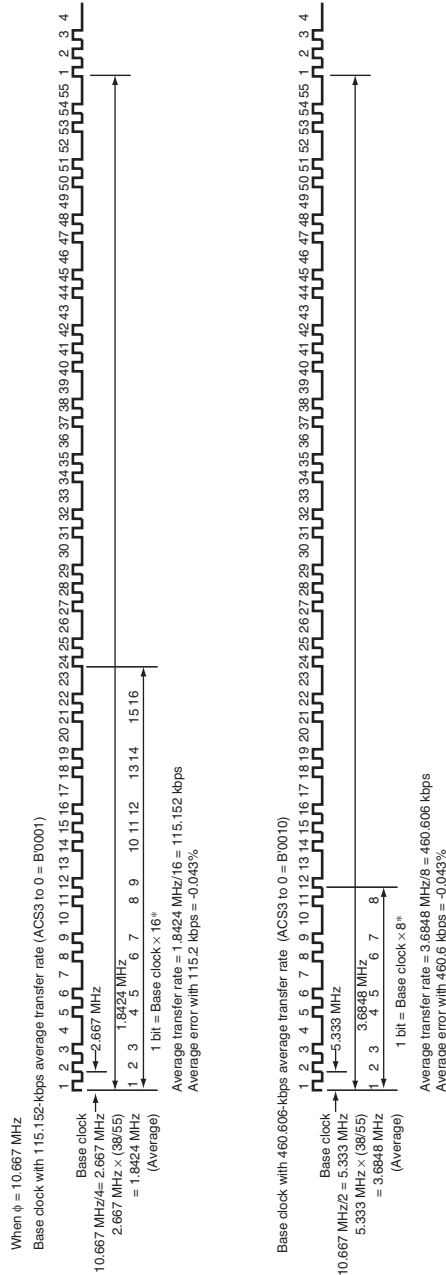 When ϕ = 10.667 MHz
Base clock with 115.152-kbps average transfer rate (ACS3 to 0 = B'0001)
1 2 3 4 5 6 7 8 9 10 11 12 13 14 15 16 17 18 19 20 21 22 23 24 25 26 27 28 29 30 31 32 33 34 35 36 37 38 39 40 41 42 43 44 45 46 47 48 49 50 51 52 53 54 55 1 2 3 4
Base clock
10.667 MHz/4= 2.667 MHz
2.667 MHz
2.667 MHz × (38/55)
1.8424 MHz
= 1.8424 MHz
1 2 3 4 5 6 7 8 9 10 11 12 13 14 15 16
(Average)
1 bit = Base clock × 16*
Average transfer rate = 1.8424 MHz/16 = 115.152 kbps
Average error with 115.2 kbps = -0.043%
Base clock with 460.606-kbps average transfer rate (ACS3 to 0 = B'0010)
1 2 3 4 5 6 7 8 9 10 11 12 13 14 15 16 17 18 19 20 21 22 23 24 25 26 27 28 29 30 31 32 33 34 35 36 37 38 39 40 41 42 43 44 45 46 47 48 49 50 51 52 53 54 55 1 2 3 4
Base clock
10.667 MHz/2 = 5.333 MHz
5.333 MHz
5.333 MHz × (38/55)
3.6848 MHz
= 3.6848 MHz
1 2 3 4 5 6 7 8
(Average)
1 bit = Base clock × 8*
Average transfer rate = 3.6848 MHz/8 = 460.606 kbps
Average error with 460.6 kbps = -0.043%